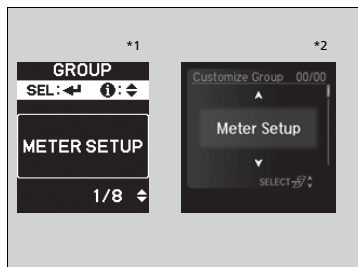 *1
*2
GROUP
SEL:
:
METER SETUP
1/8
Customize Group 00/00
Meter Setup
SELECT